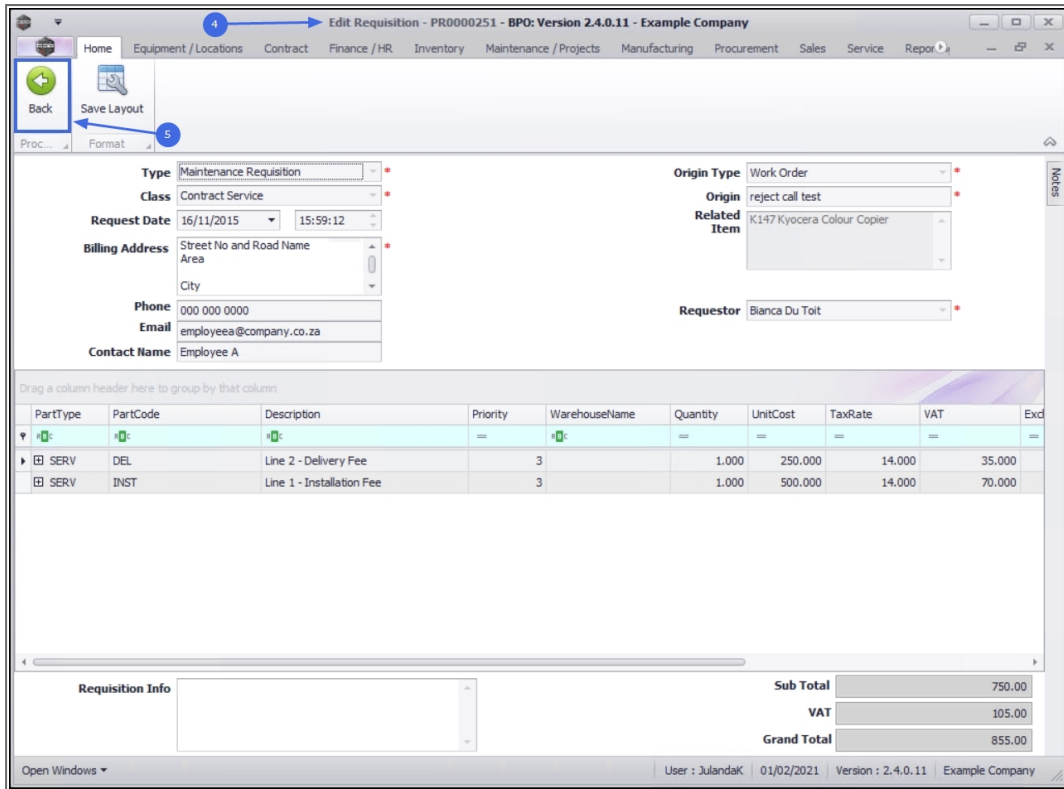 4
Edit Requisition - PR0000251 - BPO: Version 2.4.0.11 - Example Company
Home Equipment / Locations Contract Finance / HR Inventory Maintenance / Projects Manufacturing Procurement Sales Service Repor
Back Save Layout
5
Proc... Format
Notes
Type Maintenance Requisition * Origin Type Work Order *
Class Contract Service * Origin reject call test *
Request Date 16/11/2015 15:59:12 Related Item K147 Kyocera Colour Copier
Billing Address Street No and Road Name *
Area
City
Phone 000 000 0000 Requestor Bianca Du Toit *
Email employeea@company.co.za
Contact Name Employee A
Drag a column header here to group by that column
PartType PartCode Description Priority WarehouseName Quantity UnitCost TaxRate VAT Excl
= = = = = =
SERV DEL Line 2 - Delivery Fee 3 1.000 250.000 14.000 35.000
SERV INST Line 1 - Installation Fee 3 1.000 500.000 14.000 70.000
Requisition Info
Sub Total 750.00
VAT 105.00
Grand Total 855.00
Open Windows User : JulandaK 01/02/2021 Version : 2.4.0.11 Example Company